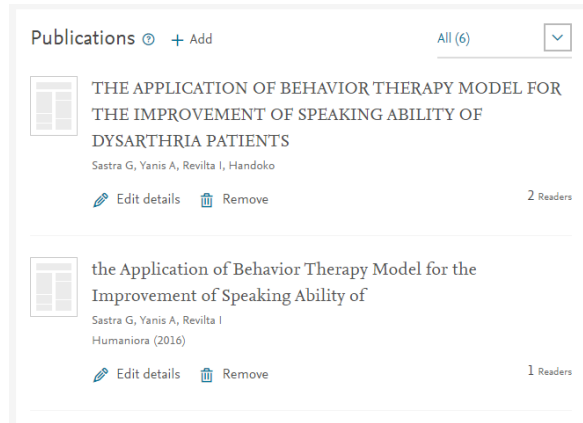 Publications ? + Add All (6)
THE APPLICATION OF BEHAVIOR THERAPY MODEL FOR
THE IMPROVEMENT OF SPEAKING ABILITY OF
DYSARTHRIA PATIENTS
Sastra G, Yanis A, Revilta I, Handoko
Edit details Remove 2 Readers
the Application of Behavior Therapy Model for the
Improvement of Speaking Ability of
Sastra G, Yanis A, Revilta I
Humaniora (2016)
Edit details Remove 1 Readers